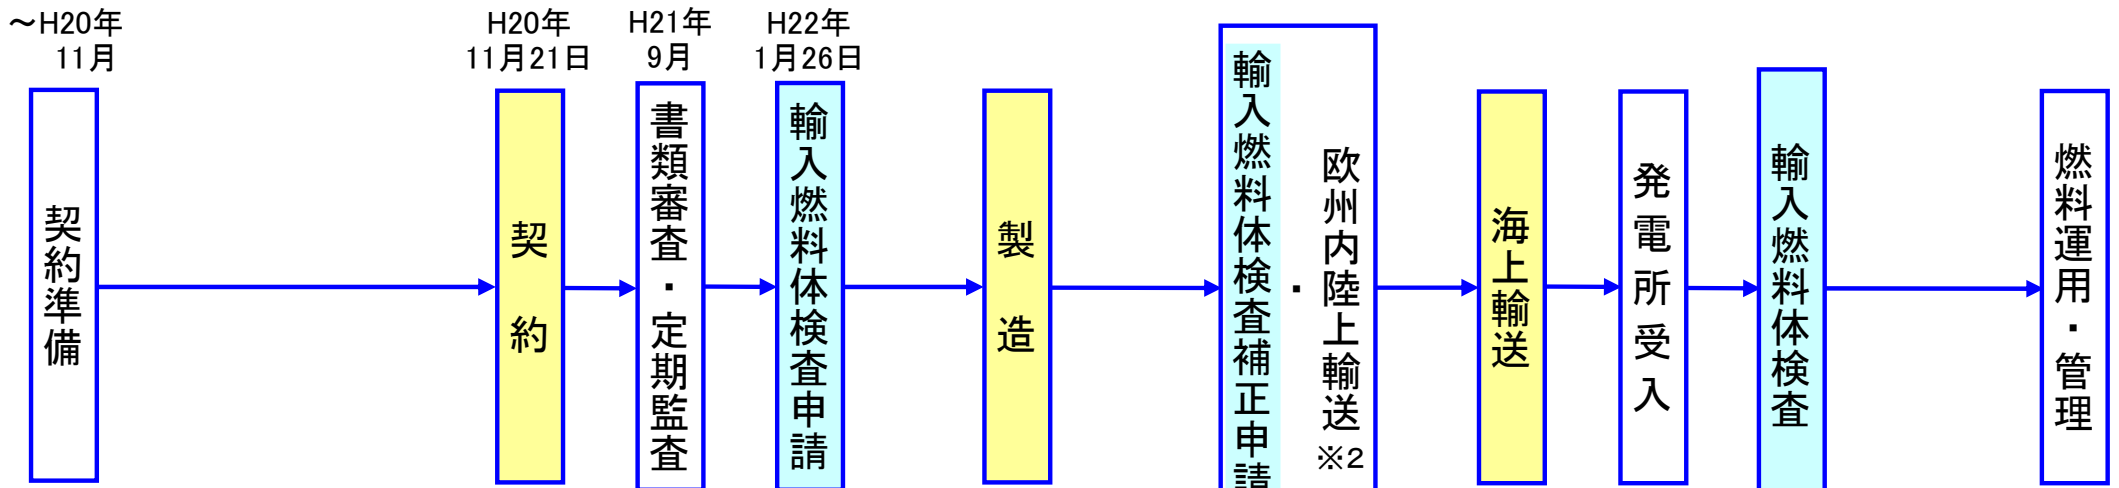 ～H20年
11月
契約準備
H20年
11月21日
契約
H21年
9月
書類審査・定期監査
H22年
1月26日
輸入燃料体検査申請
製造
輸入燃料体検査補正申請
・
欧州内陸上輸送
※2
海上輸送
発電所受入
輸入燃料体検査
燃料運用・管理